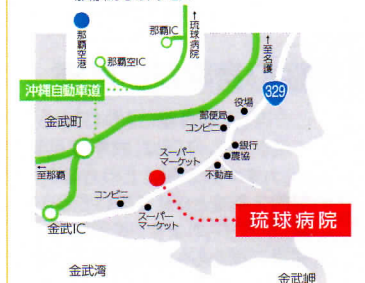 那覇空港
那覇IC
那覇空IC
↑琉球病院
↑至名護
沖縄自動車道
329
役場
郵便局
コンビニ
金武町
銀行
農協
スーパー
マーケット
不動産
←
至那覇
コンビニ
スーパー
マーケット
琉球病院
金武IC
金武湾
金武岬